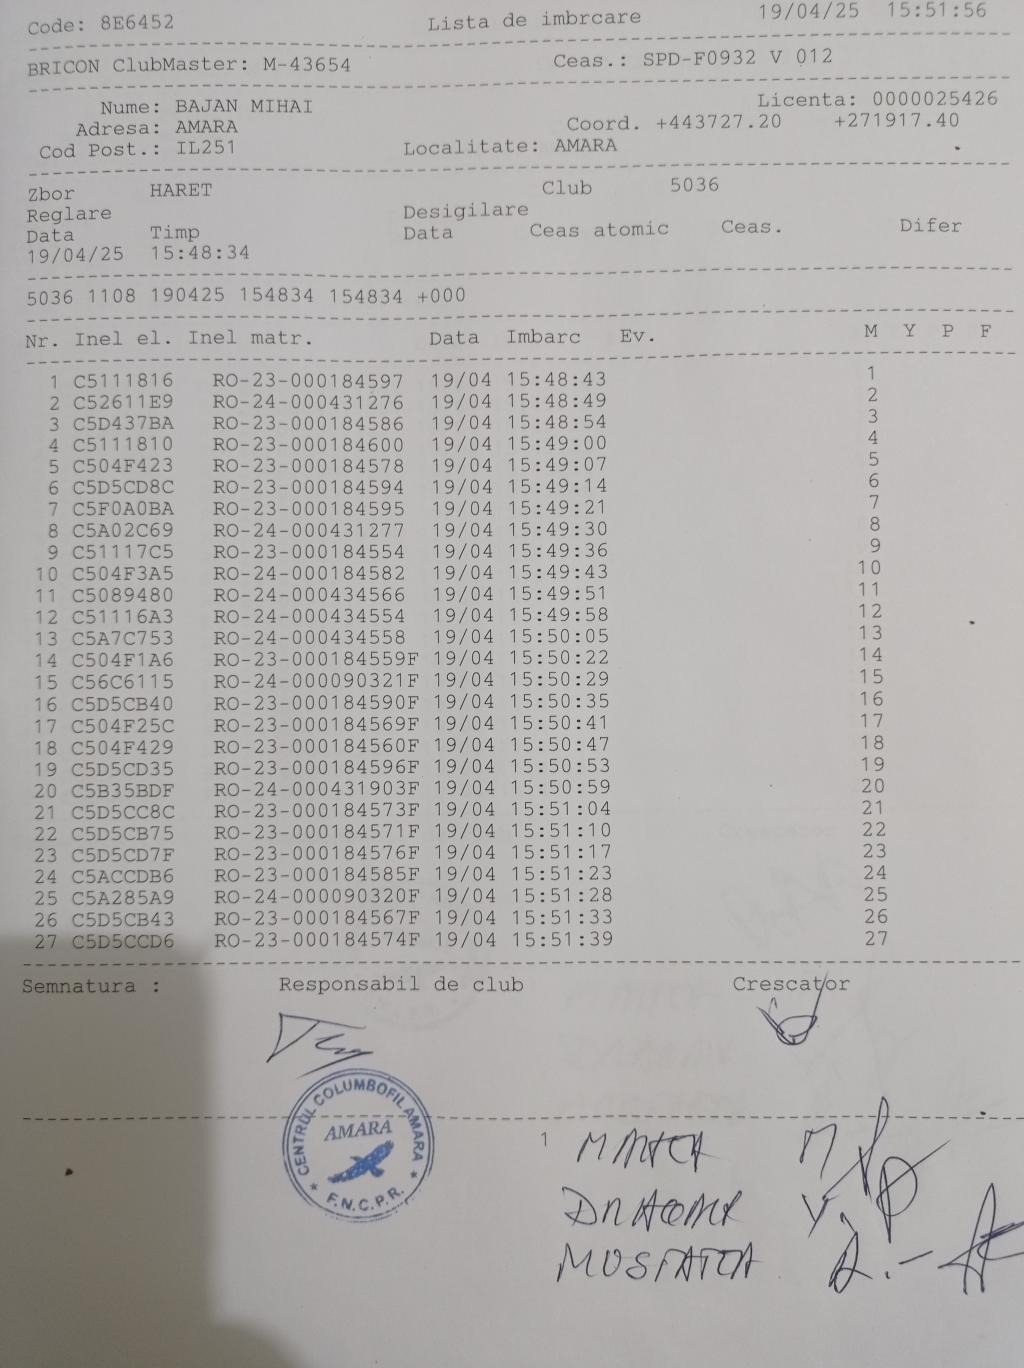 Code: 8E6452 Lista de imbrcare 19/04/25 15:51:56
BRICON ClubMaster: M-43654 Ceas.: SPD-F0932 V 012
Nume: BAJAN MIHAI Licenta: 0000025426
Adresa: AMARA Coord. +443727.20 +271917.40
Cod Post.: IL251 Localitate: AMARA
Zbor HARET Club 5036
Reglare Desigilare
Data Timp Data Ceas atomic Ceas. Difer
19/04/25 15:48:34
5036 1108 190425 154834 154834 +000
Nr. Inel el. Inel matr. Data Imbarc Ev. M Y P F
1 C5111816 RO-23-000184597 19/04 15:48:43 1
2 C52611E9 RO-24-000431276 19/04 15:48:49 2
3 C5D437BA RO-23-000184586 19/04 15:48:54 3
4 C5111810 RO-23-000184600 19/04 15:49:00 4
5 C504F423 RO-23-000184578 19/04 15:49:07 5
6 C5D5CD8C RO-23-000184594 19/04 15:49:14 6
7 C5F0A0BA RO-23-000184595 19/04 15:49:21 7
8 C5A02C69 RO-24-000431277 19/04 15:49:30 8
9 C51117C5 RO-23-000184554 19/04 15:49:36 9
10 C504F3A5 RO-24-000184582 19/04 15:49:43 10
11 C5089480 RO-24-000434566 19/04 15:49:51 11
12 C51116A3 RO-24-000434554 19/04 15:49:58 12
13 C5A7C753 RO-24-000434558 19/04 15:50:05 13
14 C504F1A6 RO-23-000184559F 19/04 15:50:22 14
15 C56C6115 RO-24-000090321F 19/04 15:50:29 15
16 C5D5CB40 RO-23-000184590F 19/04 15:50:35 16
17 C504F25C RO-23-000184569F 19/04 15:50:41 17
18 C504F429 RO-23-000184560F 19/04 15:50:47 18
19 C5D5CD35 RO-23-000184596F 19/04 15:50:53 19
20 C5B35BDF RO-24-000431903F 19/04 15:50:59 20
21 C5D5CC8C RO-23-000184573F 19/04 15:51:04 21
22 C5D5CB75 RO-23-000184571F 19/04 15:51:10 22
23 C5D5CD7F RO-23-000184576F 19/04 15:51:17 23
24 C5ACCDB6 RO-23-000184585F 19/04 15:51:23 24
25 C5A285A9 RO-24-000090320F 19/04 15:51:28 25
26 C5D5CB43 RO-23-000184567F 19/04 15:51:33 26
27 C5D5CCD6 RO-23-000184574F 19/04 15:51:39 27
Semnatura : Responsabil de club Crescator
CENTRUL COLUMBOFIL AMARA
AMARA
F.N.C.P.R.
1